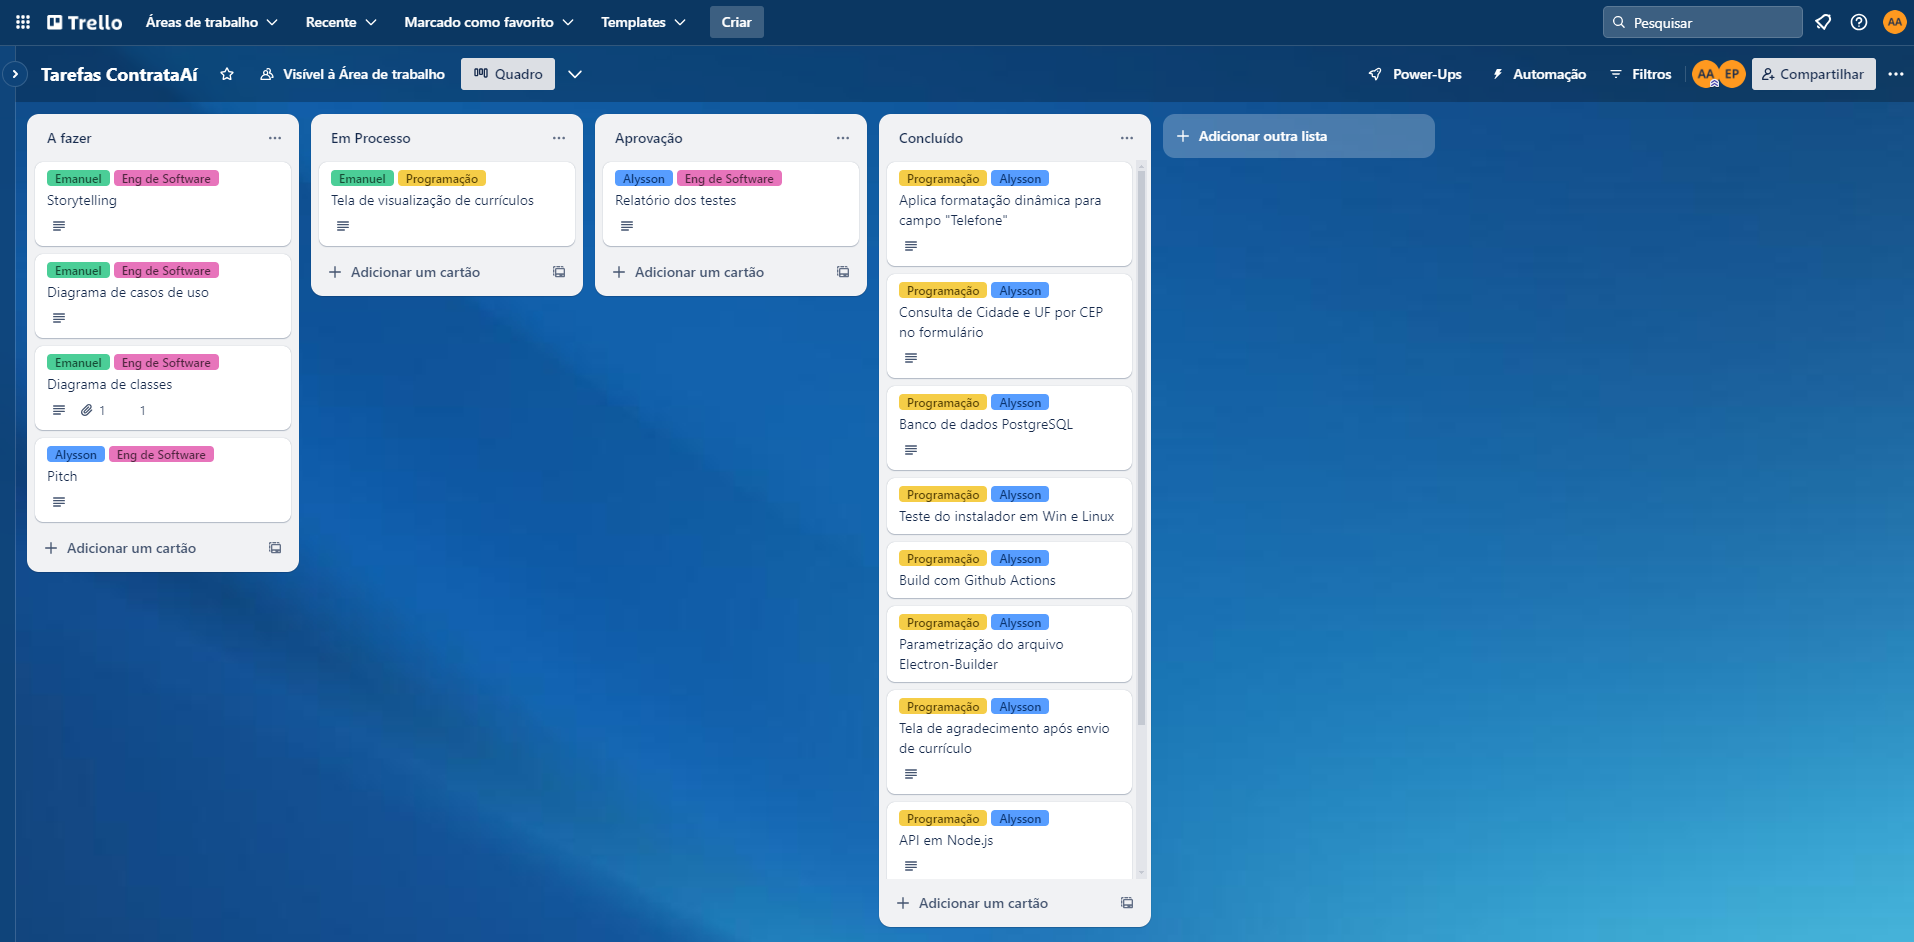 Trello Áreas de trabalho Recente Marcado como favorito Templates Criar Pesquisar AA
Tarefas ContrataAí Visível à Área de trabalho Quadro Power-Ups Automação Filtros AA EP Compartilhar
A fazer
Emanuel Eng de Software
Storytelling
Emanuel Eng de Software
Diagrama de casos de uso
Emanuel Eng de Software
Diagrama de classes
1 1
Alysson Eng de Software
Pitch
Adicionar um cartão
Em Processo
Emanuel Programação
Tela de visualização de currículos
Adicionar um cartão
Aprovação
Alysson Eng de Software
Relatório dos testes
Adicionar um cartão
Concluído
Programação Alysson
Aplica formatação dinâmica para
campo "Telefone"
Programação Alysson
Consulta de Cidade e UF por CEP
no formulário
Programação Alysson
Banco de dados PostgreSQL
Programação Alysson
Teste do instalador em Win e Linux
Programação Alysson
Build com Github Actions
Programação Alysson
Parametrização do arquivo
Electron-Builder
Programação Alysson
Tela de agradecimento após envio
de currículo
Programação Alysson
API em Node.js
Adicionar um cartão
Adicionar outra lista